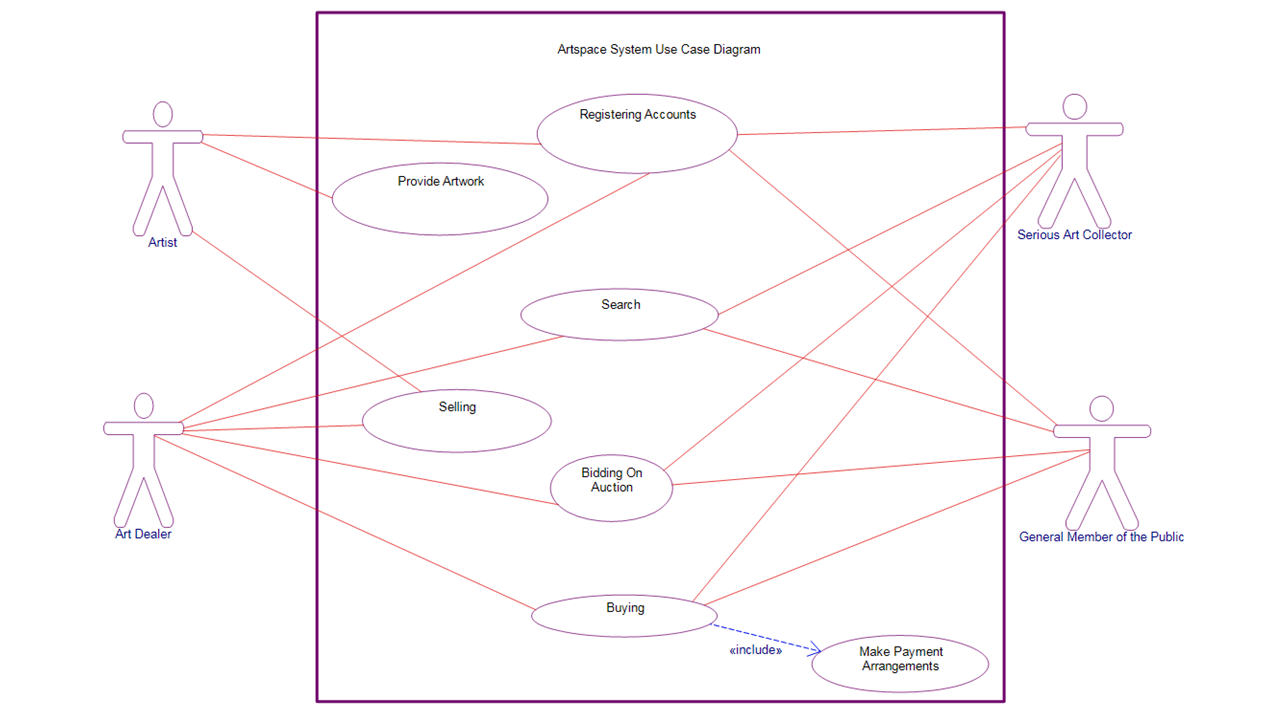 Artspace System Use Case Diagram
Registering Accounts
Provide Artwork
Artist
Serious Art Collector
Search
Selling
Bidding On
Auction
Art Dealer
General Member of the Public
Buying
«include»
Make Payment
Arrangements